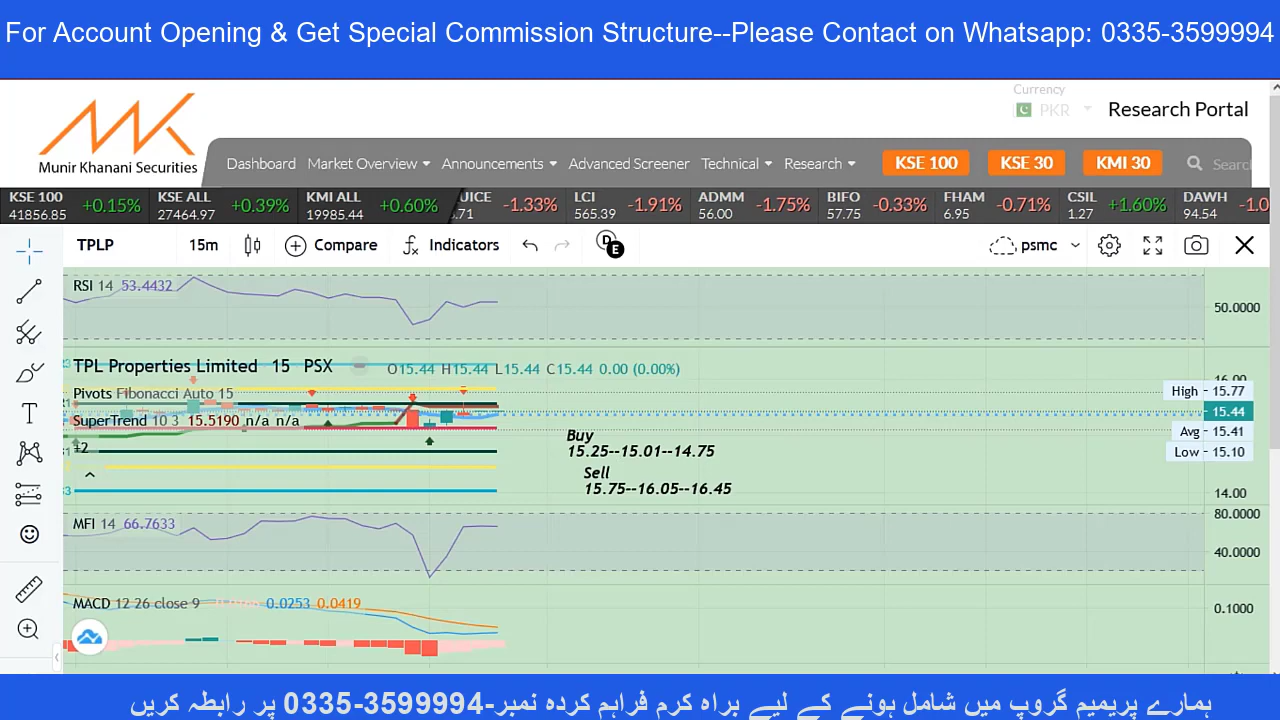 For Account Opening & Get Special Commission Structure--Please Contact on Whatsapp: 0335-3599994
Currency
PKR
Research Portal
Munir Khanani Securities
Dashboard Market Overview Announcements Advanced Screener Technical Research KSE 100 KSE 30 KMI 30 Search
KSE 100 41856.85 +0.15% KSE ALL 27464.97 +0.39% KMI ALL 19985.44 +0.60% UICE .71 -1.33% LCI 565.39 -1.91% ADMM 56.00 -1.75% BIFO 57.75 -0.33% FHAM 6.95 -0.71% CSIL 1.27 +1.60% DAWH 94.54 -1.0
TPLP 15m Compare Indicators D E psmc
RSI 14 53.4432
50.0000
TPL Properties Limited 15 PSX O15.44 H15.44 L15.44 C15.44 0.00 (0.00%)
16.00
Pivots Fibonacci Auto 15
High 15.77
15.44
SuperTrend 10 3 15.5190 n/a n/a
Avg 15.41
Buy
Low 15.10
15.25--15.01--14.75
Sell
15.75--16.05--16.45
14.00
MFI 14 66.7633
80.0000
40.0000
MACD 12 26 close 9 0.0253 0.0419
0.1000
ہمارے پریمیم گروپ میں شامل ہونے کے لیے براہ کرم فراہم کردہ نمبر-0335-3599994 پر رابطہ کریں